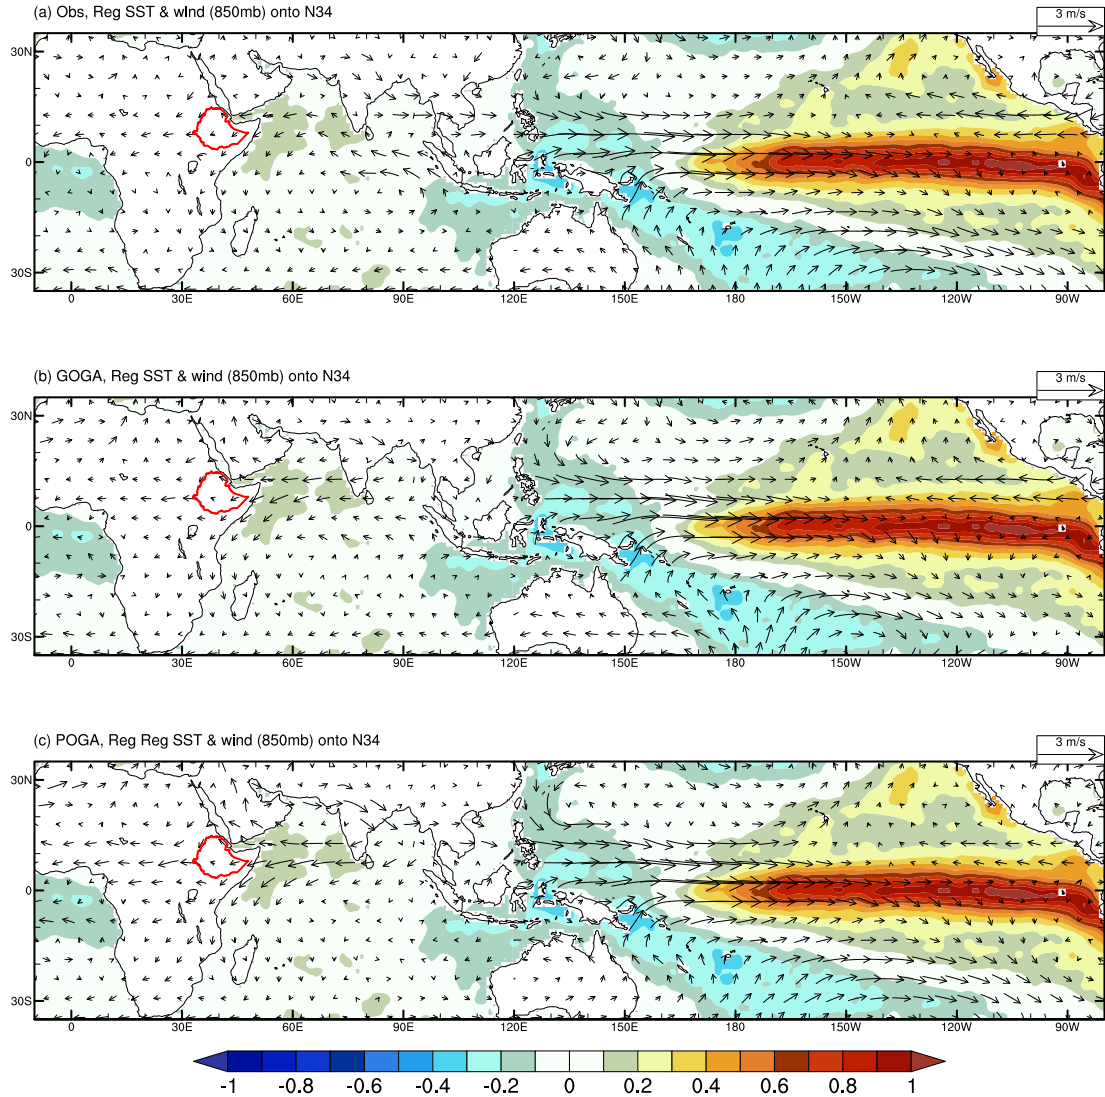 (a) Obs, Reg SST & wind (850mb) onto N34
3 m/s
30N
0
30S
0 30E 60E 90E 120E 150E 180 150W 120W 90W
(b) GOGA, Reg SST & wind (850mb) onto N34
3 m/s
30N
0
30S
0 30E 60E 90E 120E 150E 180 150W 120W 90W
(c) POGA, Reg Reg SST & wind (850mb) onto N34
3 m/s
30N
0
30S
0 30E 60E 90E 120E 150E 180 150W 120W 90W
-1 -0.8 -0.6 -0.4 -0.2 0 0.2 0.4 0.6 0.8 1